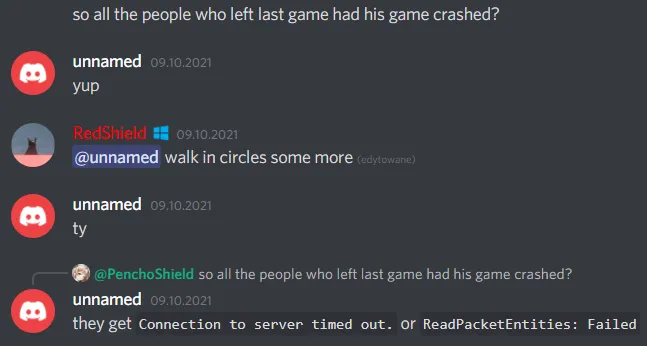 so all the people who left last game had his game crashed?
unnamed 09.10.2021
yup
RedShield 09.10.2021
@unnamed walk in circles some more (edytowane)
unnamed 09.10.2021
ty
@PenchoShield so all the people who left last game had his game crashed?
unnamed 09.10.2021
they get Connection to server timed out. or ReadPacketEntities: Failed